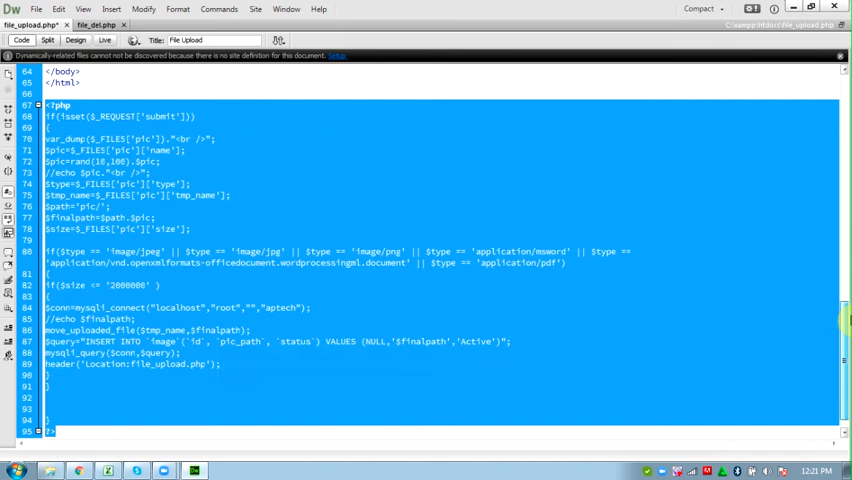 Dw File Edit View Insert Modify Format Commands Site Window Help Compact
file_upload.php* × file_del.php × C:\xampp\htdocs\file_upload.php
Code Split Design Live Title: File Upload
Dynamically-related files cannot not be discovered because there is no site definition for this document. Setup
64 </body>
65 </html>
66
67 <?php
68 if(isset($_REQUEST['submit']))
69 {
70 var_dump($_FILES['pic'])."<br />";
71 $pic=$_FILES['pic']['name'];
72 $pic=rand(10,100).$pic;
73 //echo $pic."<br />";
74 $type=$_FILES['pic']['type'];
75 $tmp_name=$_FILES['pic']['tmp_name'];
76 $path='pic/';
77 $finalpath=$path.$pic;
78 $size=$_FILES['pic']['size'];
79
80 if($type == 'image/jpeg' || $type == 'image/jpg' || $type == 'image/png' || $type == 'application/msword' || $type ==
'application/vnd.openxmlformats-officedocument.wordprocessingml.document' || $type == 'application/pdf')
81 {
82 if($size <= '2000000' )
83 {
84 $conn=mysqli_connect("localhost","root","","aptech");
85 //echo $finalpath;
86 move_uploaded_file($tmp_name,$finalpath);
87 $query="INSERT INTO `image`(`id`, `pic_path`, `status`) VALUES (NULL,'$finalpath','Active')";
88 mysqli_query($conn,$query);
89 header('Location:file_upload.php');
90 }
91 }
92
93
94 }
95 ?>
12:21 PM